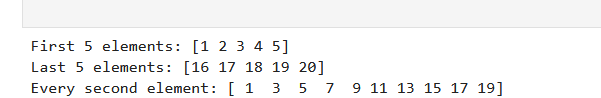 First 5 elements: [1 2 3 4 5]
Last 5 elements: [16 17 18 19 20]
Every second element: [ 1  3  5  7  9 11 13 15 17 19]